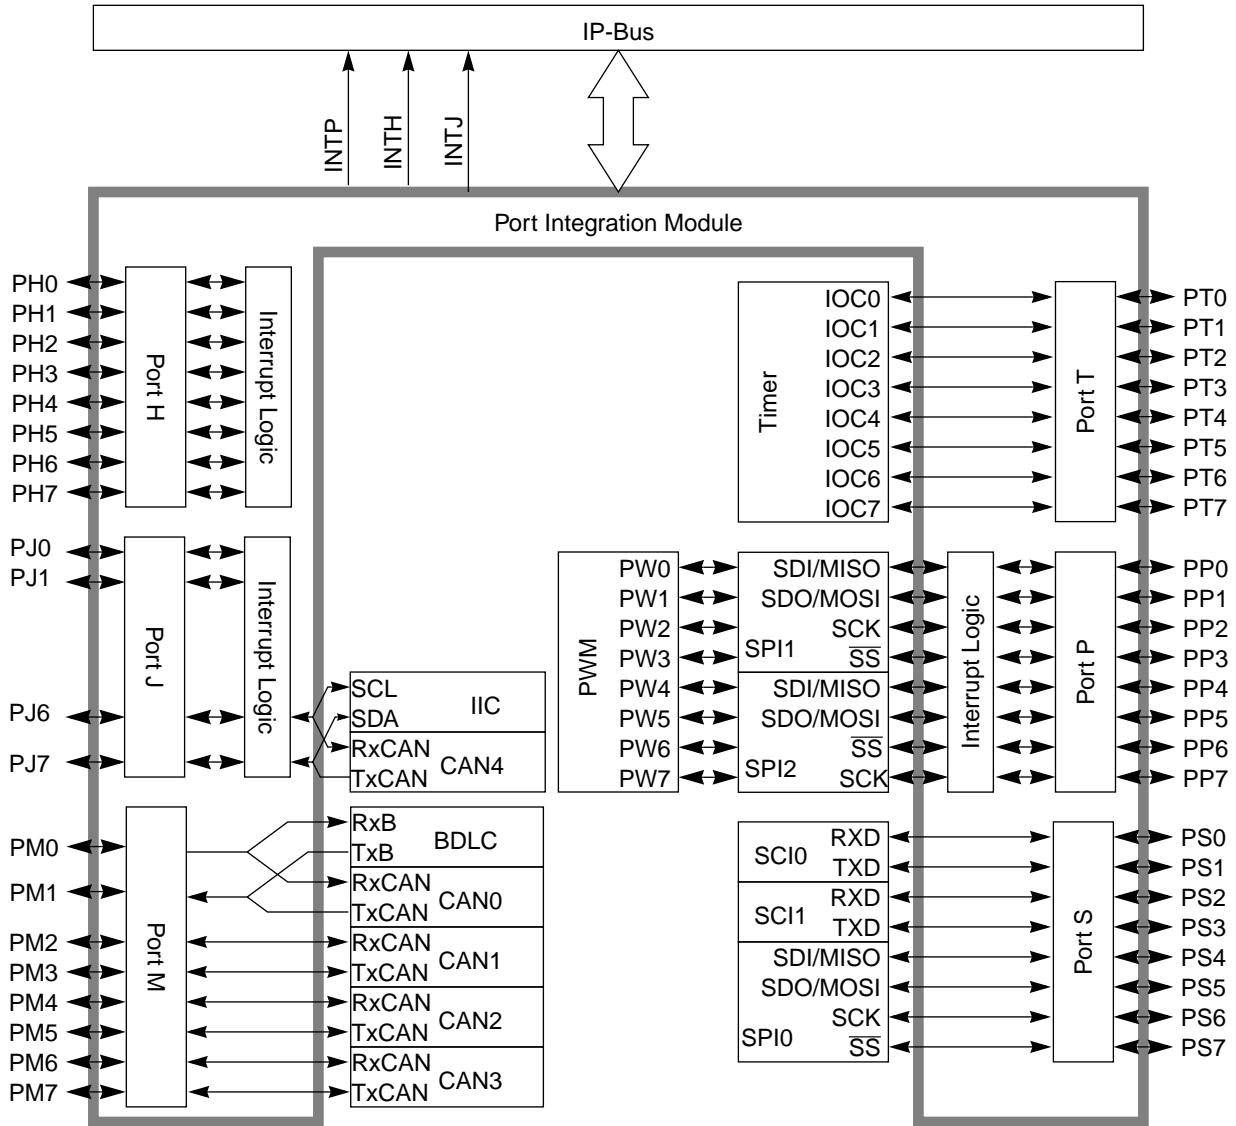 IP-Bus
INTP
INTH
INTJ
Port Integration Module
PH0
PH1
PH2
PH3
PH4
PH5
PH6
PH7
Port H
Interrupt Logic
PJ0
PJ1
PJ6
PJ7
Port J
Interrupt Logic
SCL
SDA
IIC
RxCAN
TxCAN
CAN4
PM0
PM1
PM2
PM3
PM4
PM5
PM6
PM7
Port M
RxB
TxB
BDLC
RxCAN
TxCAN
CAN0
RxCAN
TxCAN
CAN1
RxCAN
TxCAN
CAN2
RxCAN
TxCAN
CAN3
Timer
IOC0
IOC1
IOC2
IOC3
IOC4
IOC5
IOC6
IOC7
Port T
PT0
PT1
PT2
PT3
PT4
PT5
PT6
PT7
PWM
PW0
PW1
PW2
PW3
PW4
PW5
PW6
PW7
SDI/MISO
SDO/MOSI
SCK
SS
SPI1
SDI/MISO
SDO/MOSI
SS
SCK
SPI2
Interrupt Logic
Port P
PP0
PP1
PP2
PP3
PP4
PP5
PP6
PP7
SCI0
RXD
TXD
SCI1
RXD
TXD
SDI/MISO
SDO/MOSI
SCK
SS
SPI0
Port S
PS0
PS1
PS2
PS3
PS4
PS5
PS6
PS7